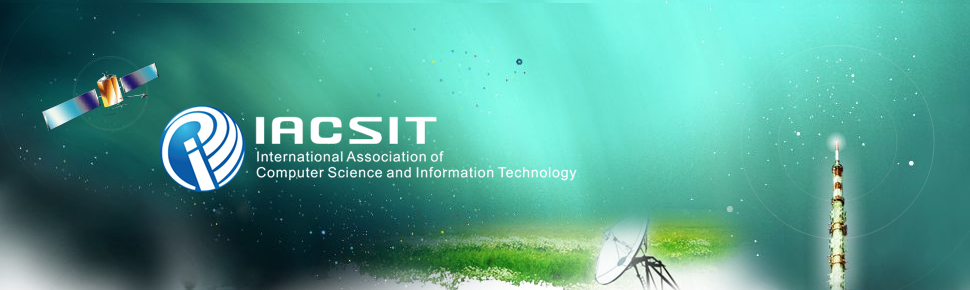 IACSIT
International Association of
Computer Science and Information Technology